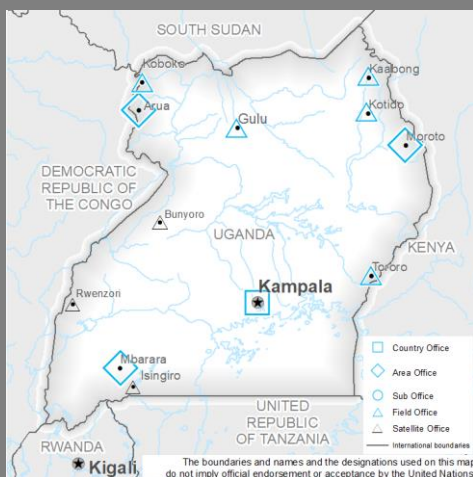 SOUTH SUDAN
Koboko
Kaabong
Arua
Kotido
Gulu
Moroto
DEMOCRATIC
REPUBLIC OF
THE CONGO
Bunyoro
UGANDA
KENYA
Tororo
Kampala
Rwenzori
Country Office
Mbarara
Area Office
Isingiro
Sub Office
Field Office
UNITED
REPUBLIC
OF TANZANIA
Satellite Office
International boundaries
RWANDA
Kigali
The boundaries and names and the designations used on this map
do not imply official endorsement or acceptance by the United Nations